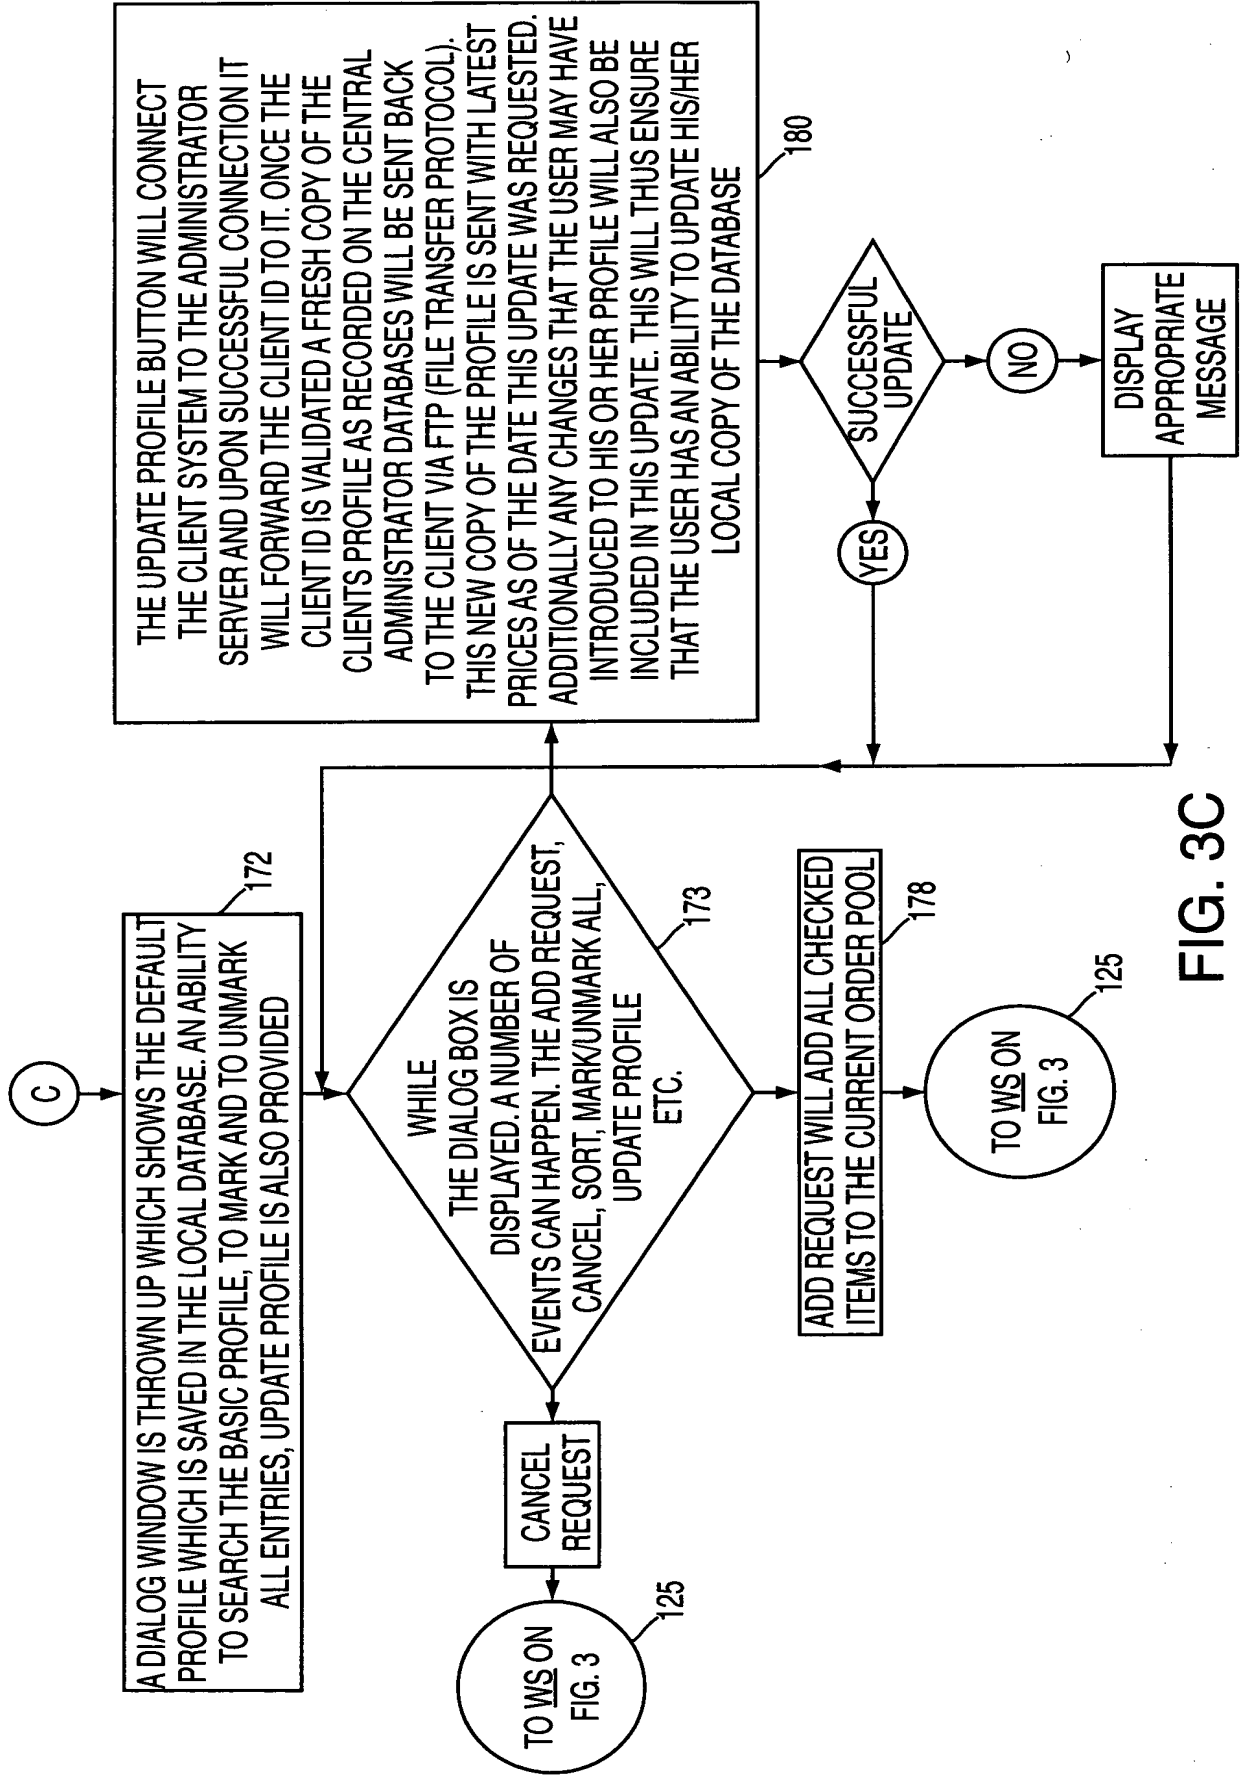 C
A DIALOG WINDOW IS THROWN UP WHICH SHOWS THE DEFAULT
PROFILE WHICH IS SAVED IN THE LOCAL DATABASE. AN ABILITY
TO SEARCH THE BASIC PROFILE, TO MARK AND TO UNMARK
ALL ENTRIES, UPDATE PROFILE IS ALSO PROVIDED
172
WHILE
THE DIALOG BOX IS
DISPLAYED. A NUMBER OF
EVENTS CAN HAPPEN. THE ADD REQUEST,
CANCEL, SORT, MARK/UNMARK ALL,
UPDATE PROFILE
ETC.
173
CANCEL
REQUEST
TO WS ON
FIG. 3
125
ADD REQUEST WILL ADD ALL CHECKED
ITEMS TO THE CURRENT ORDER POOL
178
TO WS ON
FIG. 3
125
THE UPDATE PROFILE BUTTON WILL CONNECT
THE CLIENT SYSTEM TO THE ADMINISTRATOR
SERVER AND UPON SUCCESSFUL CONNECTION IT
WILL FORWARD THE CLIENT ID TO IT. ONCE THE
CLIENT ID IS VALIDATED A FRESH COPY OF THE
CLIENTS PROFILE AS RECORDED ON THE CENTRAL
ADMINISTRATOR DATABASES WILL BE SENT BACK
TO THE CLIENT VIA FTP (FILE TRANSFER PROTOCOL).
THIS NEW COPY OF THE PROFILE IS SENT WITH LATEST
PRICES AS OF THE DATE THIS UPDATE WAS REQUESTED.
ADDITIONALLY ANY CHANGES THAT THE USER MAY HAVE
INTRODUCED TO HIS OR HER PROFILE WILL ALSO BE
INCLUDED IN THIS UPDATE. THIS WILL THUS ENSURE
THAT THE USER HAS AN ABILITY TO UPDATE HIS/HER
LOCAL COPY OF THE DATABASE
180
SUCCESSFUL
UPDATE
YES
NO
DISPLAY
APPROPRIATE
MESSAGE
FIG. 3C